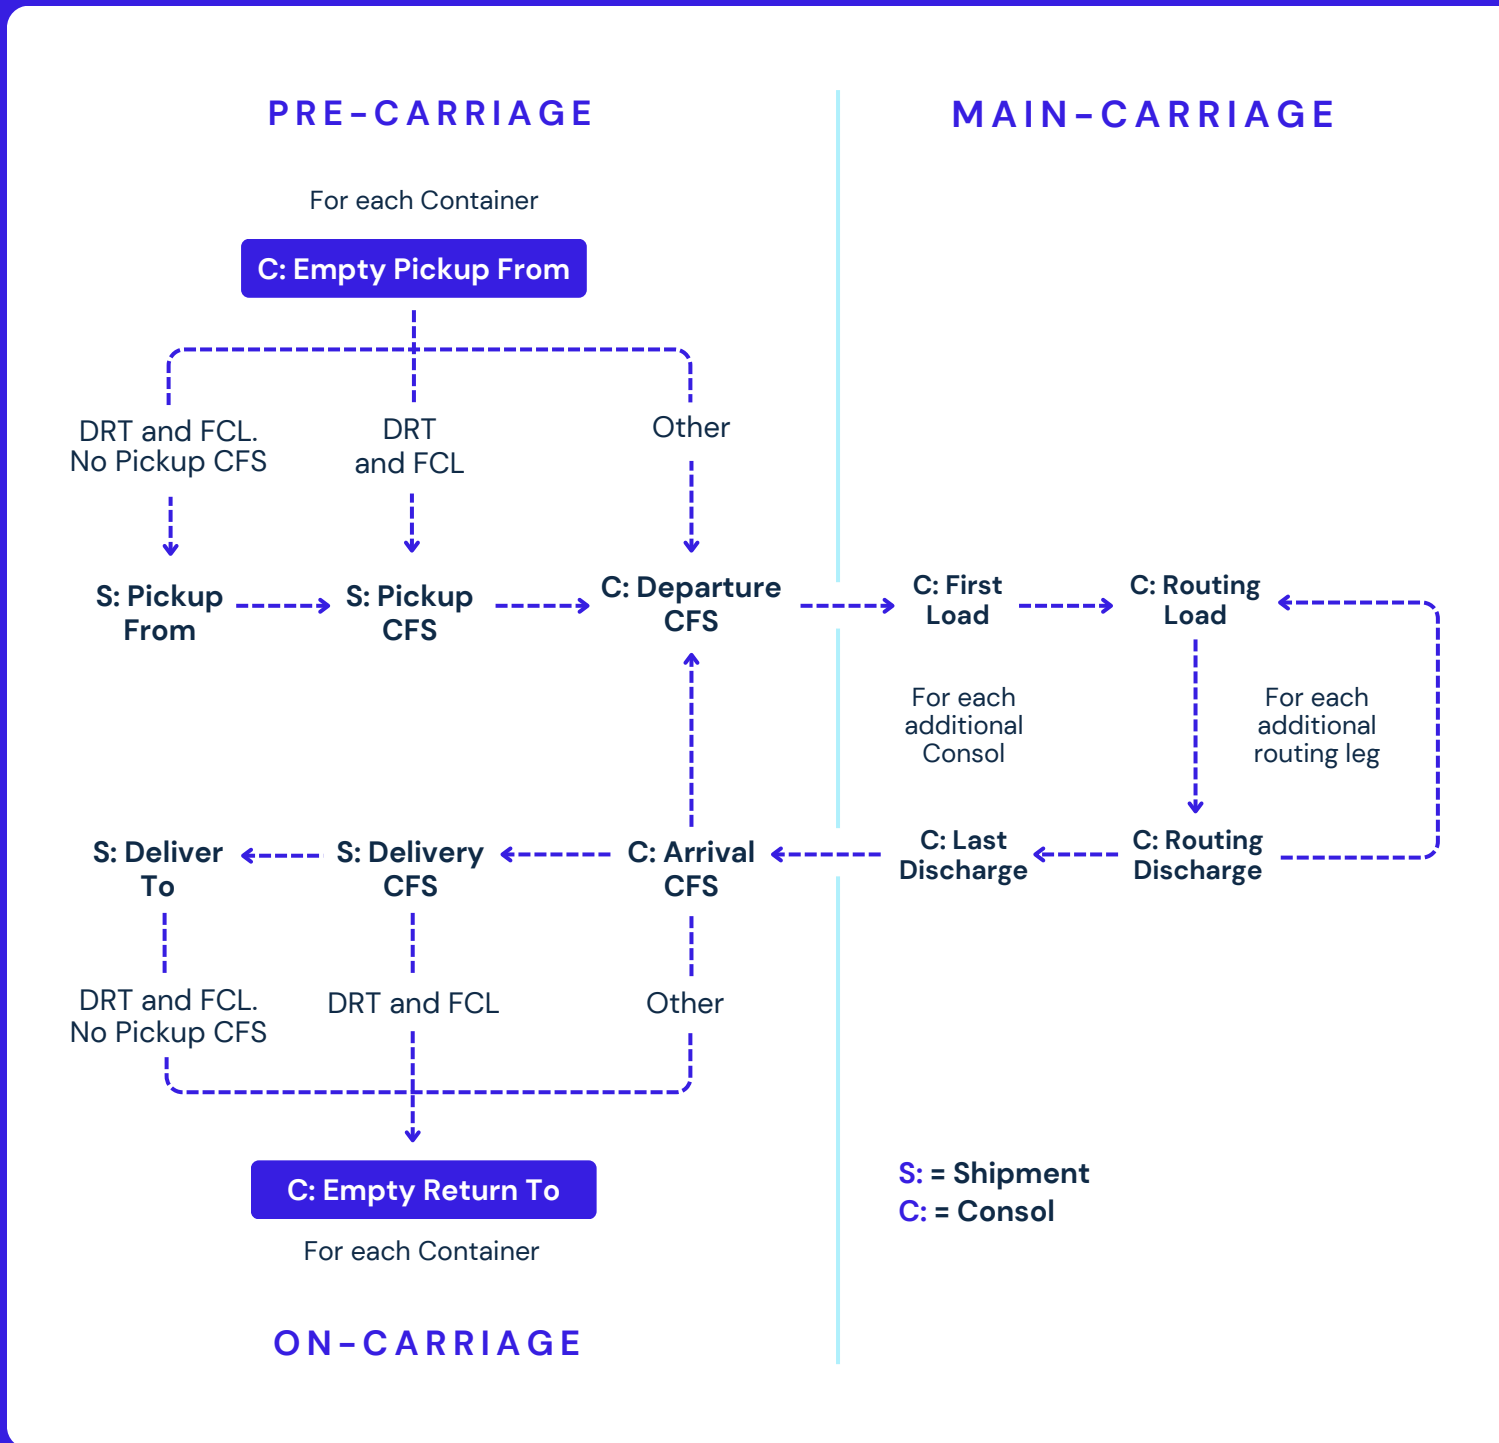 PRE-CARRIAGE
MAIN-CARRIAGE
For each Container
C: Empty Pickup From
DRT and FCL.
No Pickup CFS
DRT
and FCL
Other
S: Pickup
From
S: Pickup
CFS
C: Departure
CFS
C: First
Load
C: Routing
Load
For each
additional
Consol
For each
additional
routing leg
S: Deliver
To
S: Delivery
CFS
C: Arrival
CFS
C: Last
Discharge
C: Routing
Discharge
DRT and FCL.
No Pickup CFS
DRT and FCL
Other
C: Empty Return To
For each Container
S: = Shipment
C: = Consol
ON-CARRIAGE